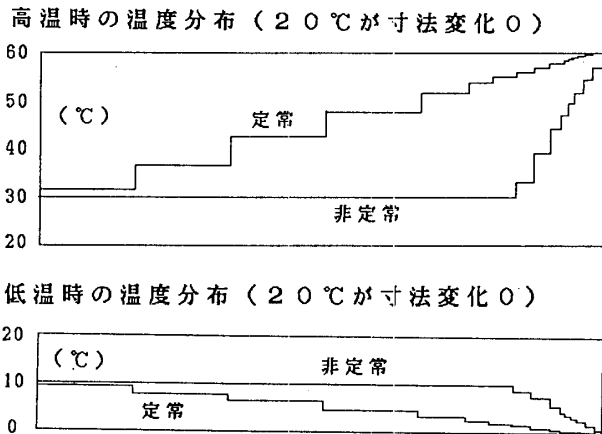 高温時の温度分布(20℃が寸法変化0)
60
50
(℃)
定常
40
30
非定常
20
低温時の温度分布(20℃が寸法変化0)
20
(℃)
非定常
10
定常
0